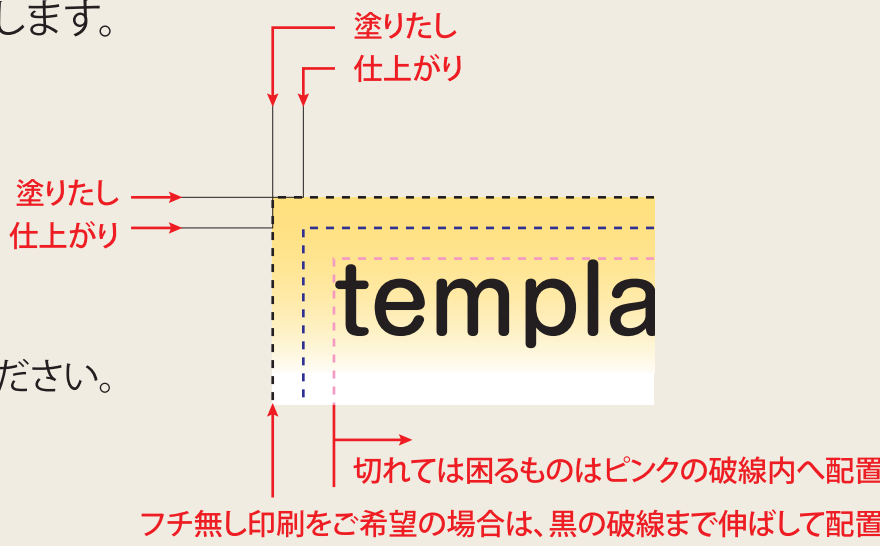 します。
塗りたし
仕上がり
塗りたし
仕上がり
templa
ださい。
切れては困るものはピンクの破線内へ配置
フチ無し印刷をご希望の場合は、黒の破線まで伸ばして配置